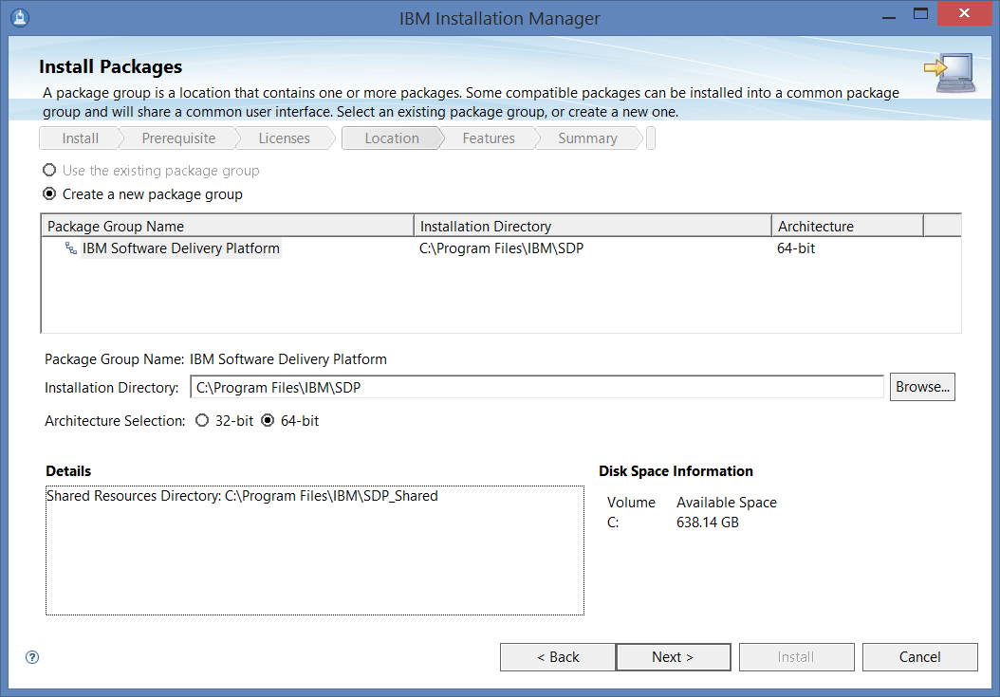 IBM Installation Manager
Install Packages
A package group is a location that contains one or more packages. Some compatible packages can be installed into a common package
group and will share a common user interface. Select an existing package group, or create a new one.
Install Prerequisite Licenses Location Features Summary
Use the existing package group
Create a new package group
Package Group Name Installation Directory Architecture
IBM Software Delivery Platform C:\Program Files\IBM\SDP 64-bit
Package Group Name: IBM Software Delivery Platform
Installation Directory: C:\Program Files\IBM\SDP Browse...
Architecture Selection: 32-bit 64-bit
Details Disk Space Information
Shared Resources Directory: C:\Program Files\IBM\SDP_Shared
Volume Available Space
C: 638.14 GB
? < Back Next > Install Cancel